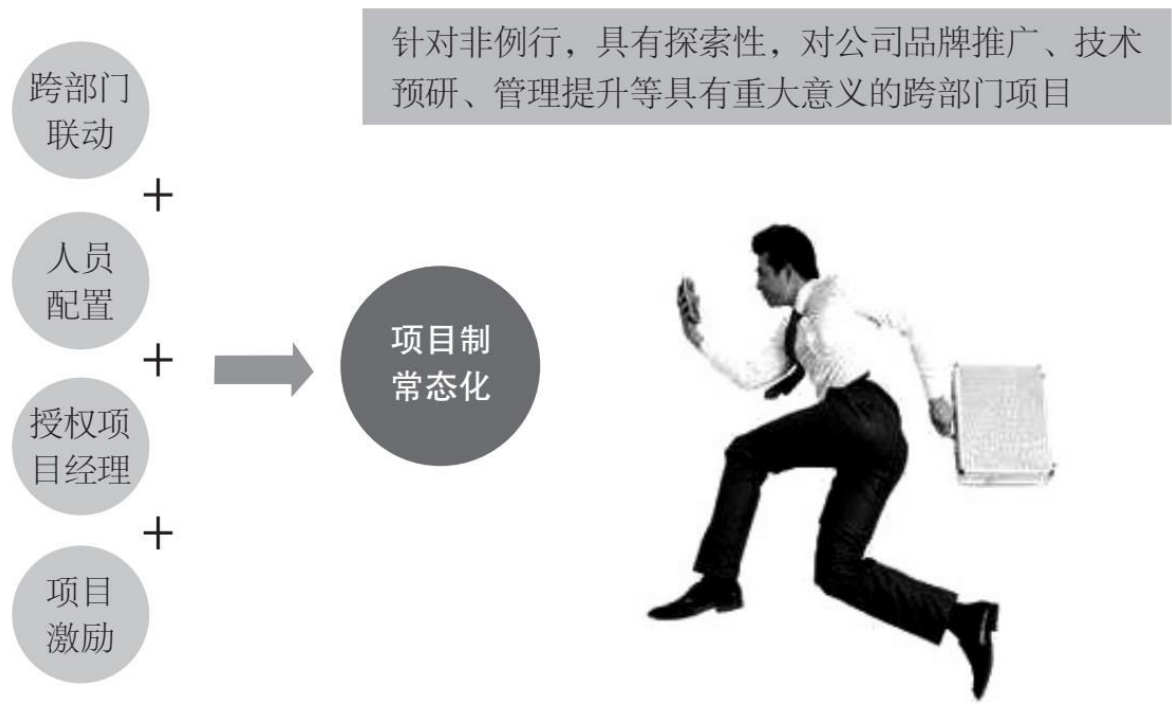 针对非例行，具有探索性，对公司品牌推广、技术
预研、管理提升等具有重大意义的跨部门项目
跨部门
联动
+
人员
配置
+
授权项
目经理
+
项目
激励
项目制
常态化